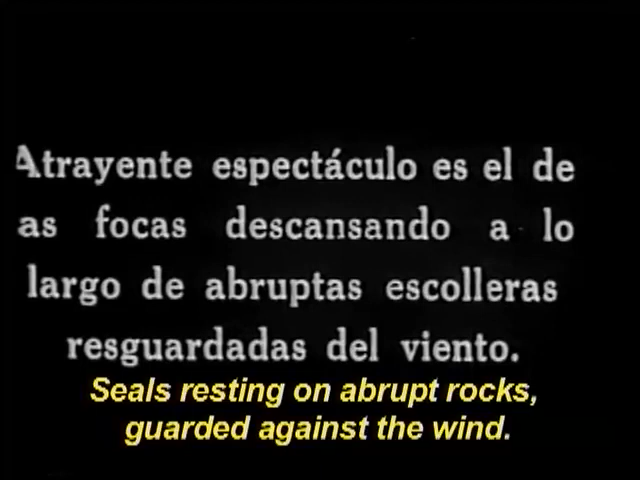 Atrayente espectáculo es el de
as focas descansando a lo
largo de abruptas escolleras
resguardadas del viento.
Seals resting on abrupt rocks,
guarded against the wind.